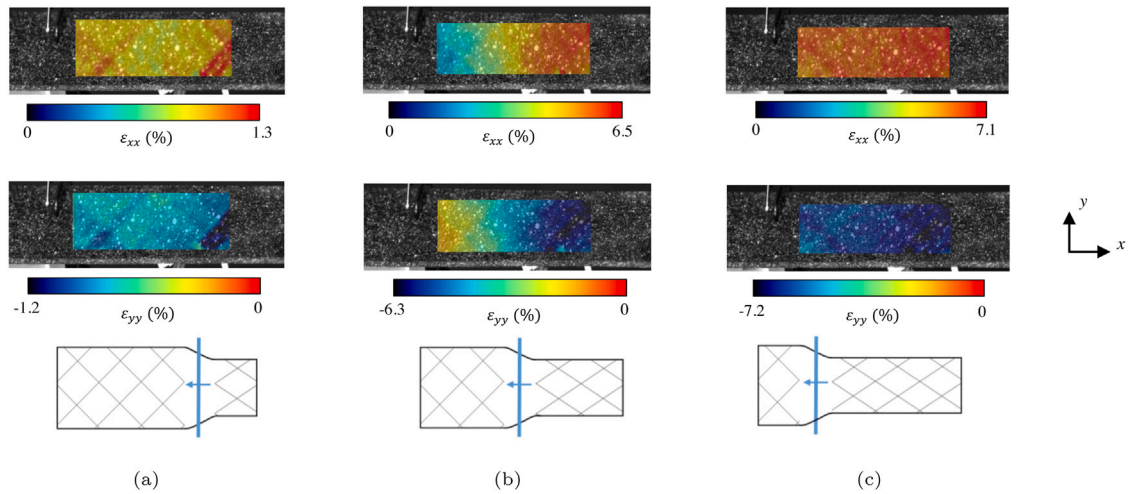 0 1.3
εxx (%)
0 6.5
εxx (%)
0 7.1
εxx (%)
-1.2 0
εyy (%)
-6.3 0
εyy (%)
-7.2 0
εyy (%)
y
x
(a) (b) (c)